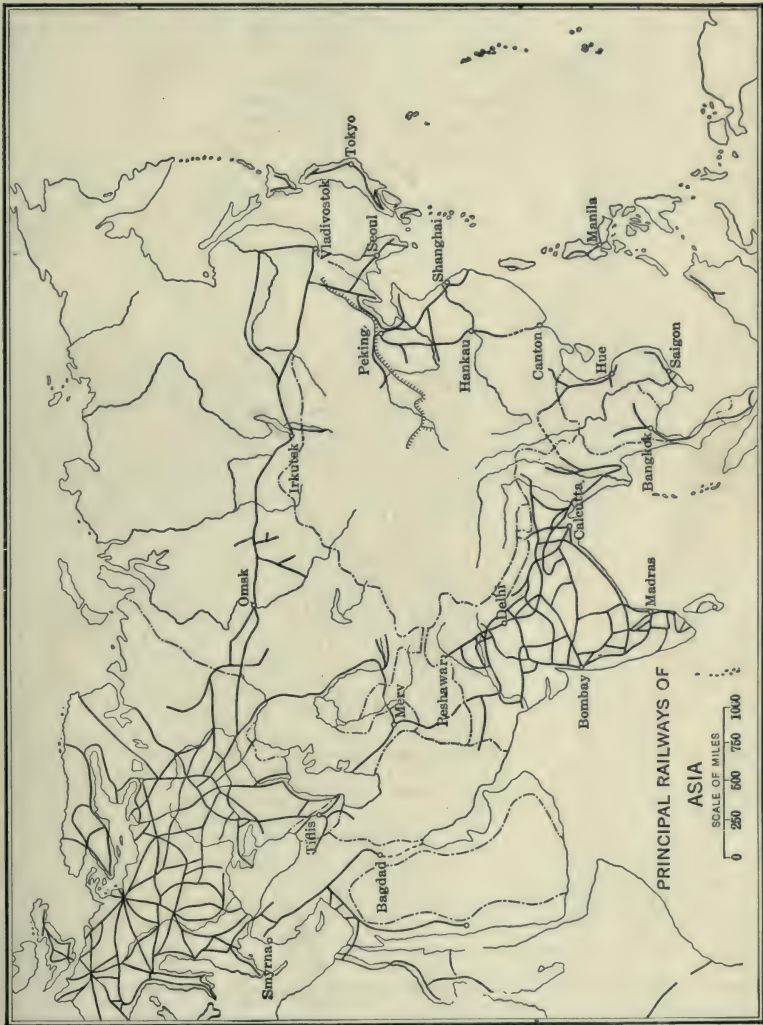 Tokyo
Vladivostok
Seoul
Manila
Shanghai
Peking
Hankau
Canton
Hue
Saigon
Bangkok
Irkutsk
Calcutta
Omsk
Delhi
Madras
Merv
Peshawar
Bombay
Tiflis
Bagdad
Smyrna
PRINCIPAL RAILWAYS OF
ASIA
SCALE OF MILES
0 250 500 750 1000